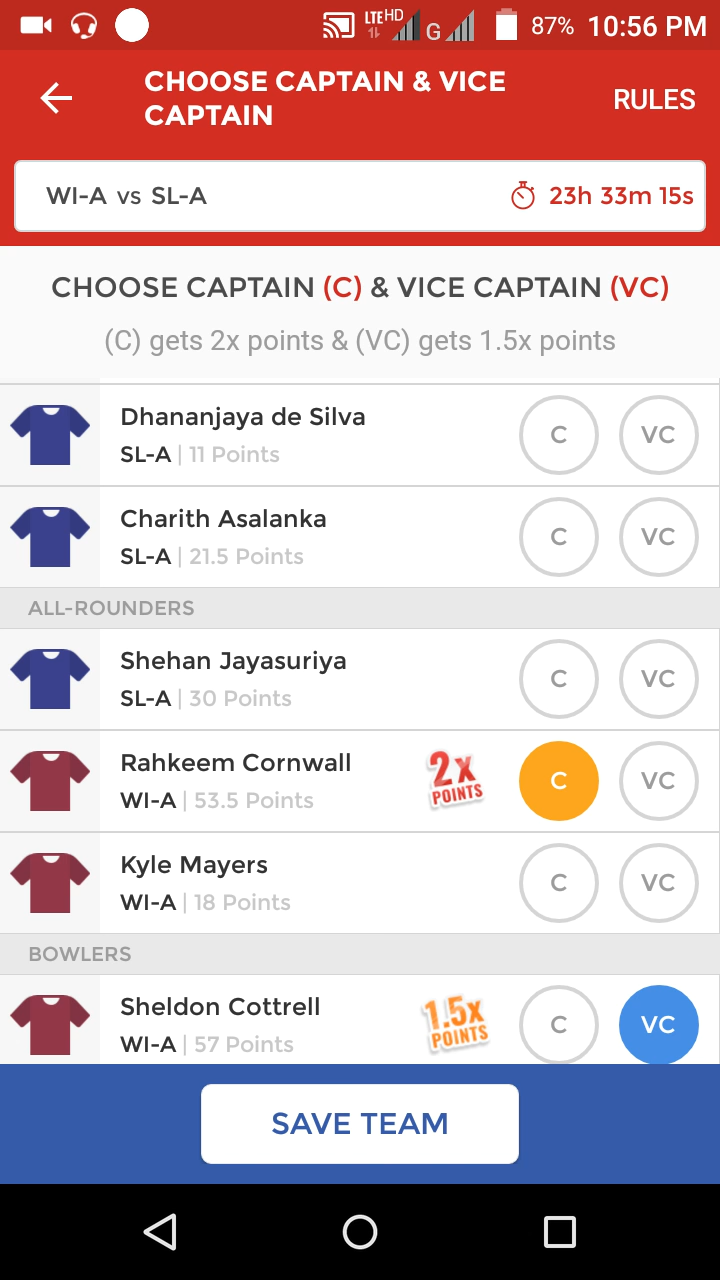 LTE HD G 87% 10:56 PM
CHOOSE CAPTAIN & VICE
CAPTAIN
RULES
WI-A vs SL-A 23h 33m 15s
CHOOSE CAPTAIN (C) & VICE CAPTAIN (VC)
(C) gets 2x points & (VC) gets 1.5x points
Dhananjaya de Silva
SL-A | 11 Points
C VC
Charith Asalanka
SL-A | 21.5 Points
C VC
ALL-ROUNDERS
Shehan Jayasuriya
SL-A | 30 Points
C VC
Rahkeem Cornwall
WI-A | 53.5 Points
2x
POINTS
C VC
Kyle Mayers
WI-A | 18 Points
C VC
BOWLERS
Sheldon Cottrell
WI-A | 57 Points
1.5x
POINTS
C VC
SAVE TEAM